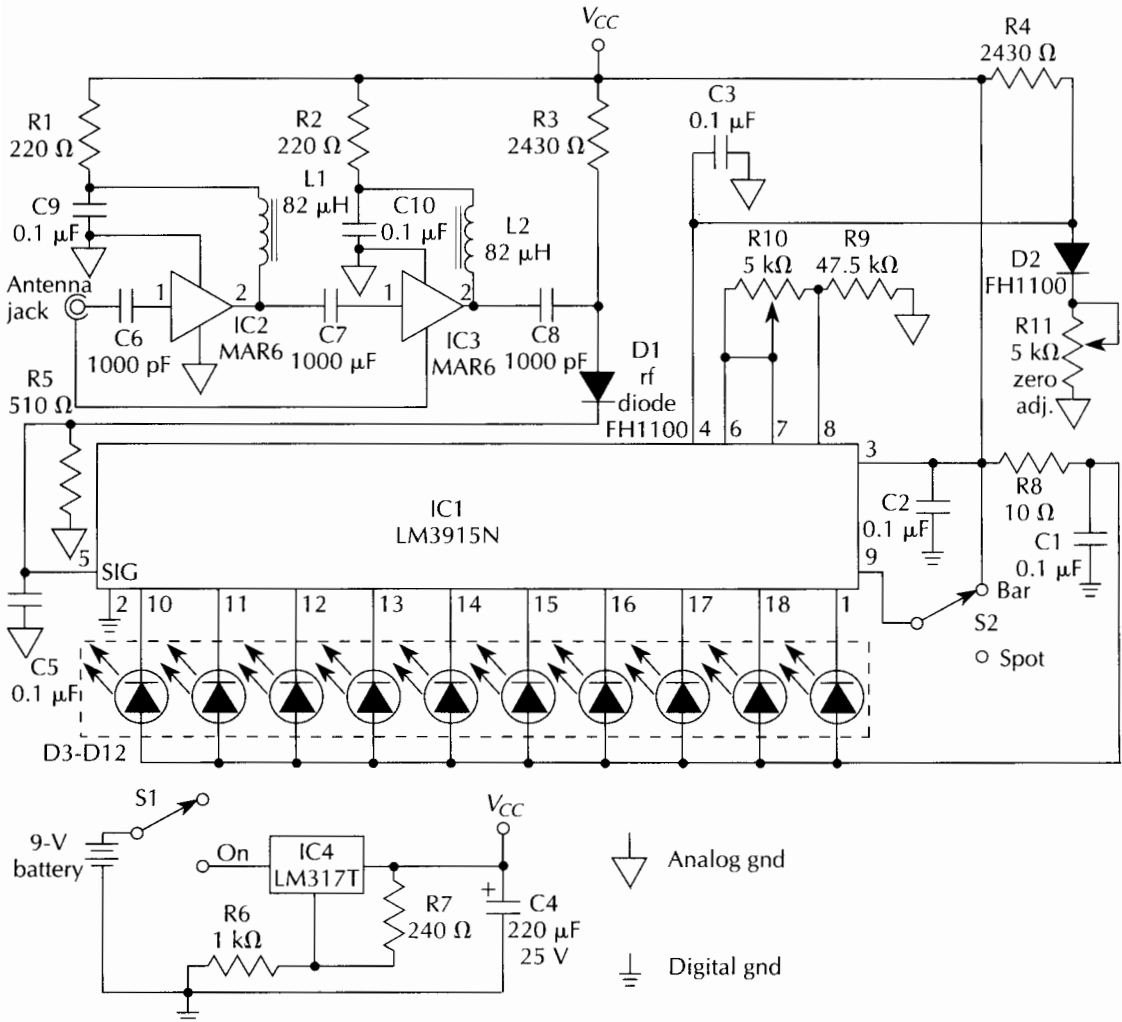 V_CC
R4
2430 Ω
R1
220 Ω
R2
220 Ω
R3
2430 Ω
C3
0.1 μF
L1
82 μH
C9
0.1 μF
C10
0.1 μF
L2
82 μH
R10
5 kΩ
R9
47.5 kΩ
D2
FH1100
Antenna
jack
1
2
1
2
C6
1000 pF
IC2
MAR6
C7
1000 μF
IC3
MAR6
C8
1000 pF
D1
rf
diode
FH1100
R11
5 kΩ
zero
adj.
R5
510 Ω
4
6
7
8
3
IC1
LM3915N
C2
0.1 μF
R8
10 Ω
C1
0.1 μF
5
SIG
9
2
10
11
12
13
14
15
16
17
18
1
Bar
S2
Spot
C5
0.1 μF
D3-D12
S1
V_CC
9-V
battery
On
IC4
LM317T
Analog gnd
R6
1 kΩ
R7
240 Ω
+
C4
220 μF
25 V
Digital gnd